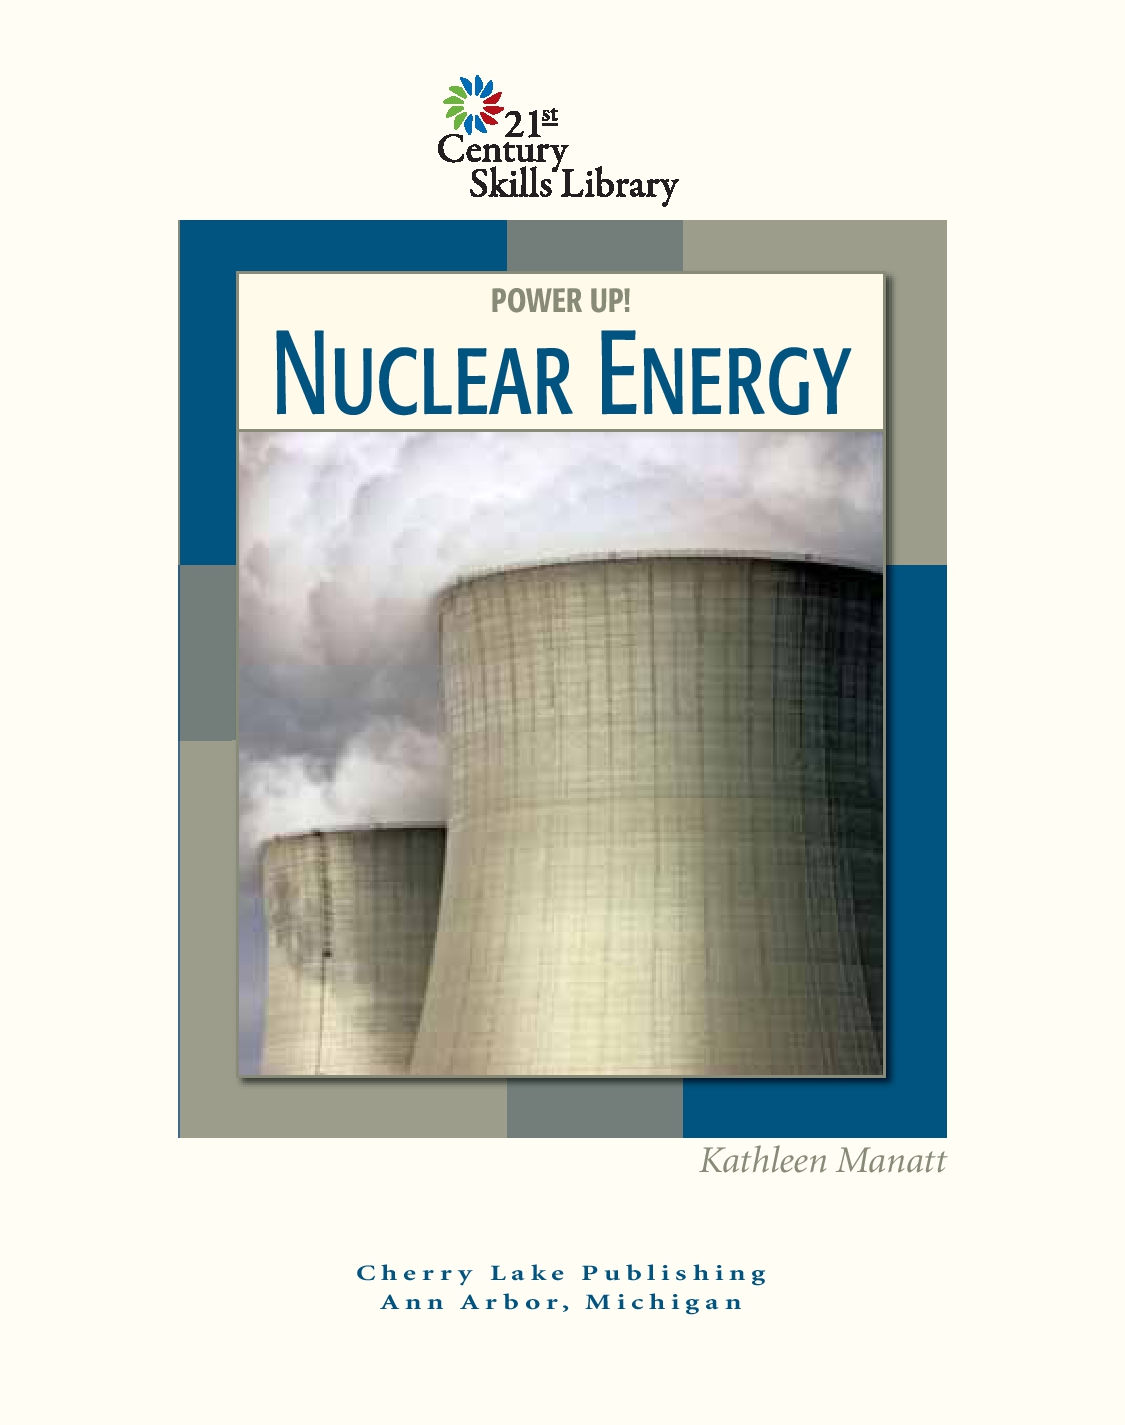 21st
Century
Skills Library
POWER UP!
NUCLEAR ENERGY
Kathleen Manatt
Cherry Lake Publishing
Ann Arbor, Michigan